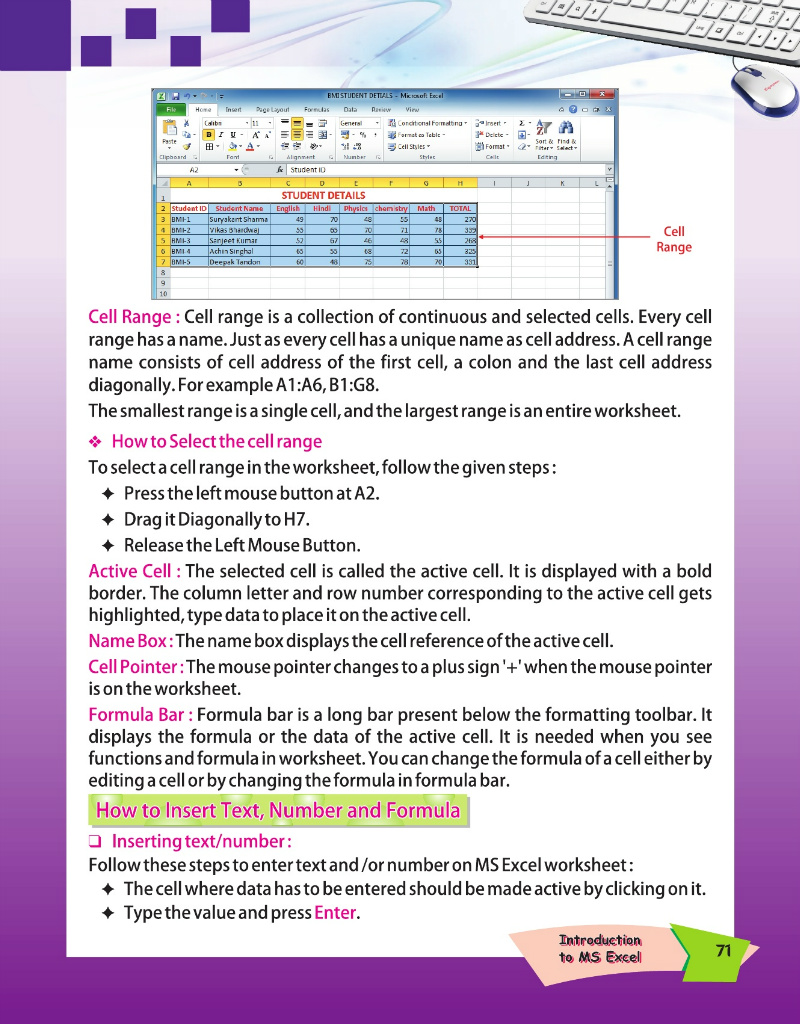 BMI STUDENT DETIALS - Microsoft Excel
File Home Insert Page Layout Formulas Data Review View
Calibri 11 General Conditional Formatting Insert
Paste B I U Format as Table Delete
Cell Styles Format Sort & Filter Find & Select
Clipboard Font Alignment Number Styles Cells Editing
A2 fx Student ID
A B C D E F G H I J K L
1 STUDENT DETAILS
2 Student ID Student Name English Hindi Physics chemistry Math TOTAL
3 BMI-1 Suryakant Sharma 49 70 48 55 48 270
4 BMI-2 Vikas Bhardwaj 55 65 70 71 78 339
5 BMI-3 Sanjeet Kumar 52 67 46 48 55 268
6 BMI-4 Achin Singhal 65 55 68 72 65 325
7 BMI-5 Deepak Tandon 60 48 75 78 70 331
8
9
10
Cell
Range
Cell Range : Cell range is a collection of continuous and selected cells. Every cell
range has a name. Just as every cell has a unique name as cell address. A cell range
name consists of cell address of the first cell, a colon and the last cell address
diagonally. For example A1:A6, B1:G8.
The smallest range is a single cell, and the largest range is an entire worksheet.
❖ How to Select the cell range
To select a cell range in the worksheet, follow the given steps :
✦ Press the left mouse button at A2.
✦ Drag it Diagonally to H7.
✦ Release the Left Mouse Button.
Active Cell : The selected cell is called the active cell. It is displayed with a bold
border. The column letter and row number corresponding to the active cell gets
highlighted, type data to place it on the active cell.
Name Box : The name box displays the cell reference of the active cell.
Cell Pointer : The mouse pointer changes to a plus sign '+' when the mouse pointer
is on the worksheet.
Formula Bar : Formula bar is a long bar present below the formatting toolbar. It
displays the formula or the data of the active cell. It is needed when you see
functions and formula in worksheet. You can change the formula of a cell either by
editing a cell or by changing the formula in formula bar.
How to Insert Text, Number and Formula
❑ Inserting text/number :
Follow these steps to enter text and /or number on MS Excel worksheet :
✦ The cell where data has to be entered should be made active by clicking on it.
✦ Type the value and press Enter.
Introduction
to MS Excel
71